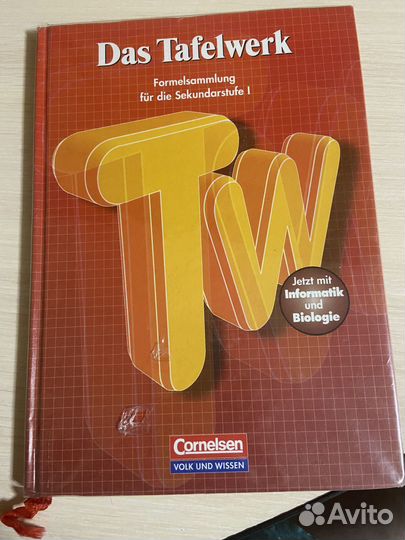 Das Tafelwerk
Formelsammlung
für die Sekundarstufe I
TW
Jetzt mit
Informatik
und
Biologie
Cornelsen
VOLK UND WISSEN
Avito